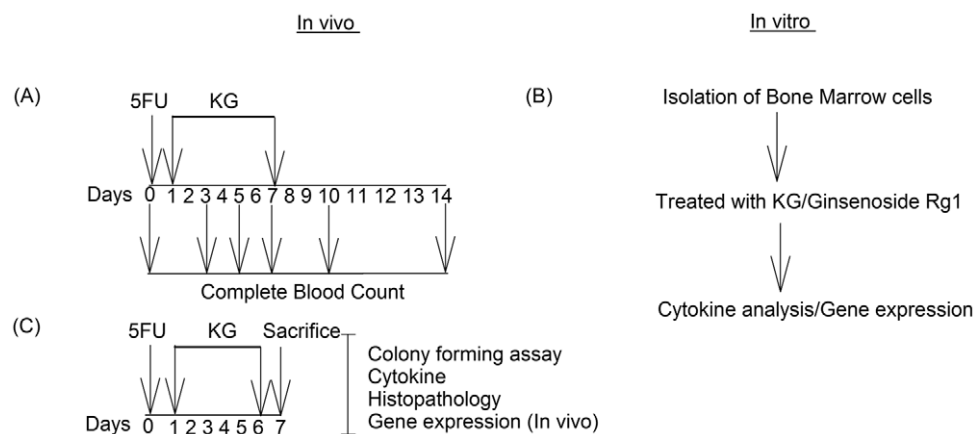 In vivo
In vitro
(A)
5FU KG
Days 0 1 2 3 4 5 6 7 8 9 10 11 12 13 14
Complete Blood Count
(B)
Isolation of Bone Marrow cells
Treated with KG/Ginsenoside Rg1
Cytokine analysis/Gene expression
(C)
5FU KG Sacrifice
Days 0 1 2 3 4 5 6 7
Colony forming assay
Cytokine
Histopathology
Gene expression (In vivo)